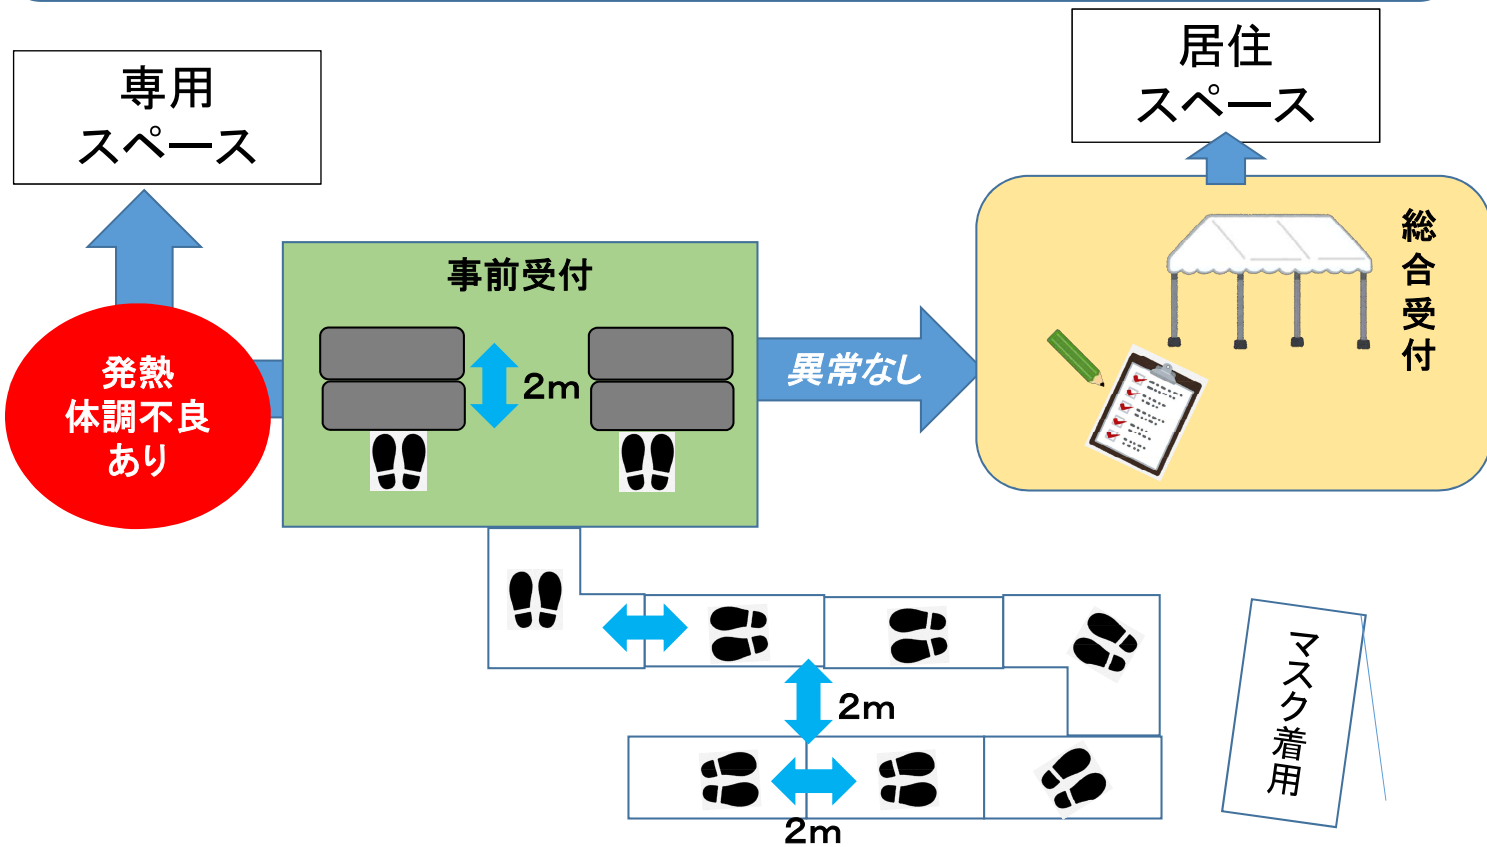 専用
スペース
居住
スペース
事前受付
総合受付
2m
異常なし
発熱
体調不良
あり
2m
2m
マスク着用